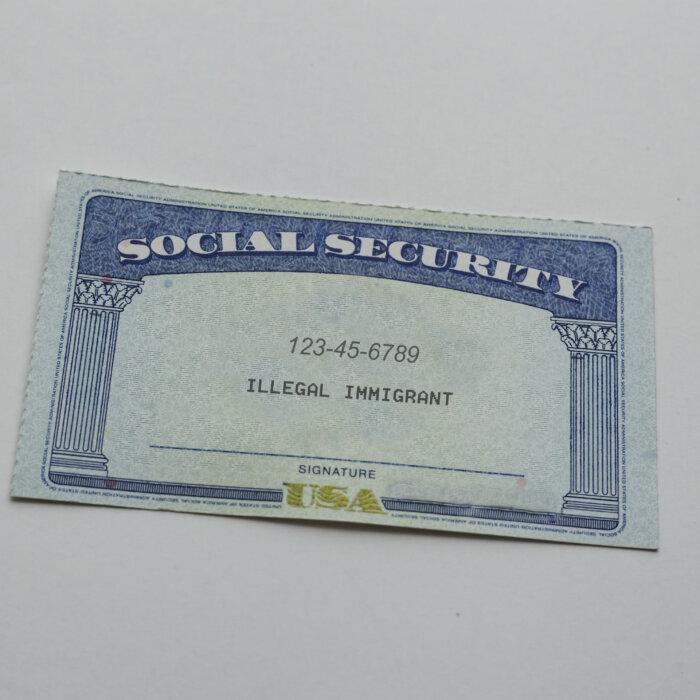 SOCIAL SECURITY
123-45-6789
ILLEGAL IMMIGRANT
SIGNATURE
USA